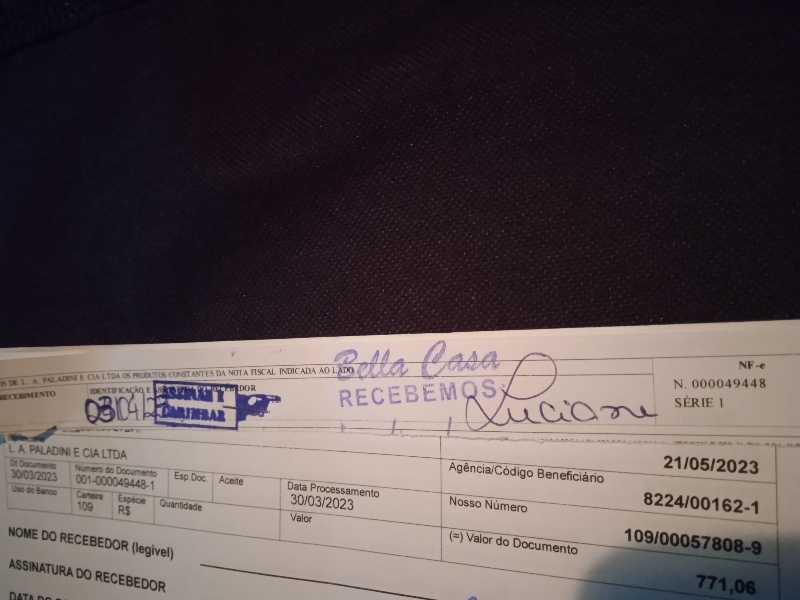 OS DE L. A. PALADINI E CIA LTDA OS PRODUTOS CONSTANTES DA NOTA FISCAL INDICADA AO LADO
RECEBIMENTO
IDENTIFICAÇÃO E
RECEBEDOR
03/04/2
CARIMBAR
Bella Casa
RECEBEMOS
Luciane
NF-e
N. 000049448
SÉRIE 1
L. A. PALADINI E CIA LTDA
21/05/2023
Dt Documento
30/03/2023
Número do Documento
001-000049448-1
Esp.Doc.
Aceite
Data Processamento
30/03/2023
Agência/Código Beneficiário
8224/00162-1
Uso do Banco
Carteira
109
Espécie
R$
Quantidade
Valor
Nosso Número
109/00057808-9
(=) Valor do Documento
771,06
NOME DO RECEBEDOR (legível)
ASSINATURA DO RECEBEDOR